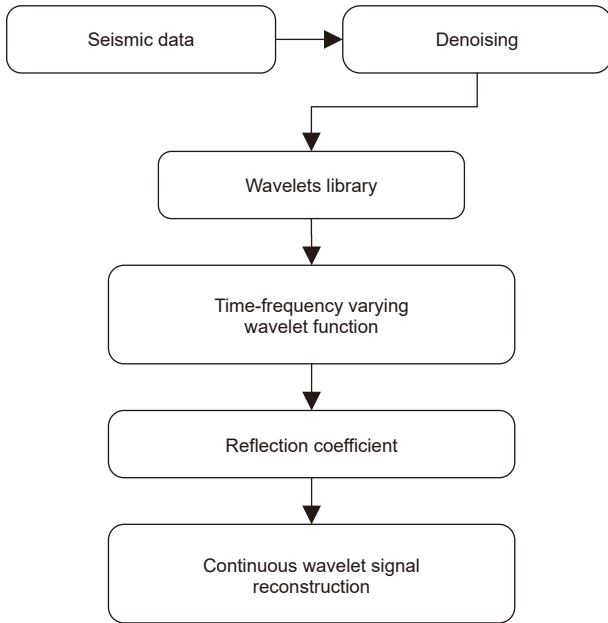 Seismic data
Denoising
Wavelets library
Time-frequency varying
wavelet function
Reflection coefficient
Continuous wavelet signal
reconstruction